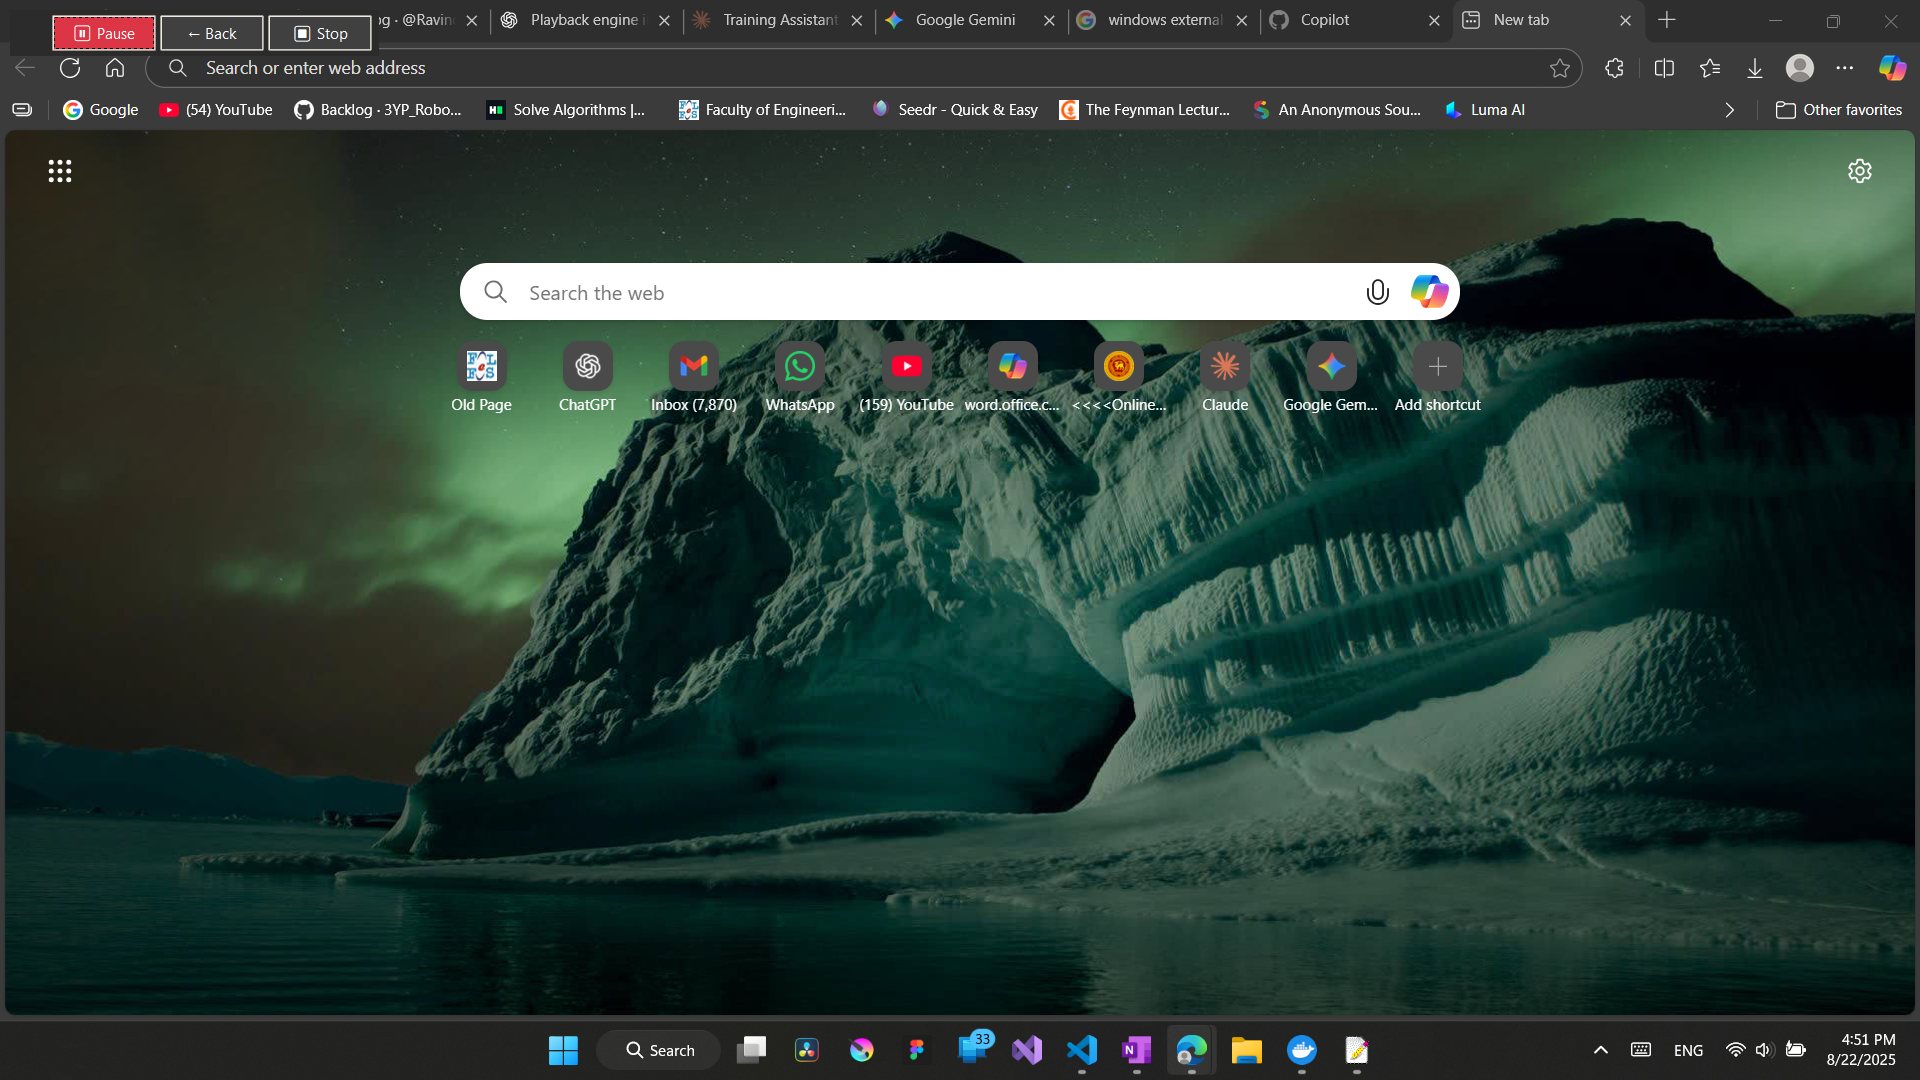 Pause
← Back
Stop
og · @Ravin
Playback engine i
Training Assistant
Google Gemini
windows external
Copilot
New tab
Search or enter web address
Google
(54) YouTube
Backlog · 3YP_Robo...
Solve Algorithms |...
Faculty of Engineeri...
Seedr - Quick & Easy
The Feynman Lectur...
An Anonymous Sou...
Luma AI
Other favorites
Search the web
Old Page
ChatGPT
Inbox (7,870)
WhatsApp
(159) YouTube
word.office.c...
<<<<Online...
Claude
Google Gem...
Add shortcut
Search
33
ENG
4:51 PM
8/22/2025